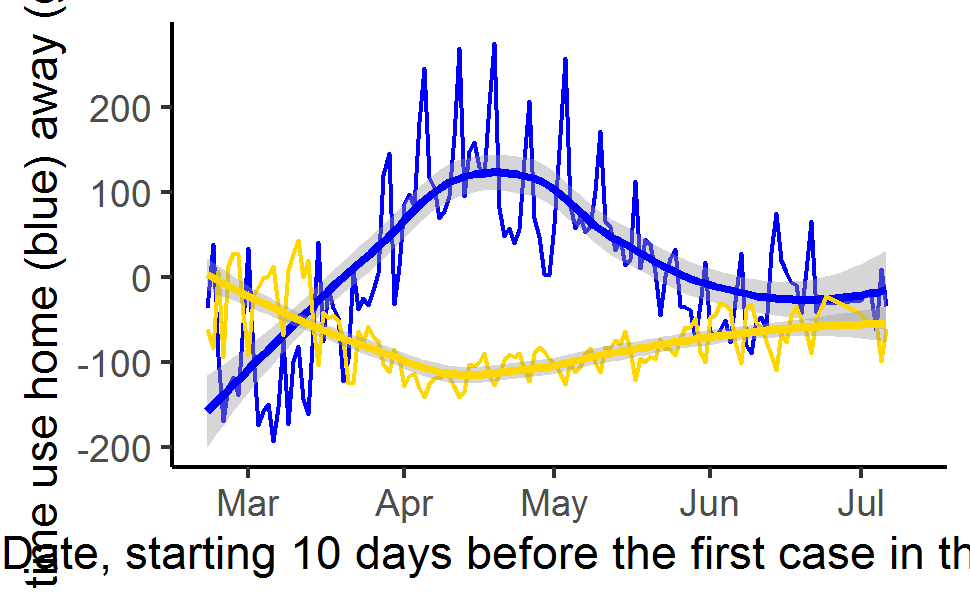 time use home (blue) away (
200
100
0
-100
-200
Mar Apr May Jun Jul
Date, starting 10 days before the first case in th